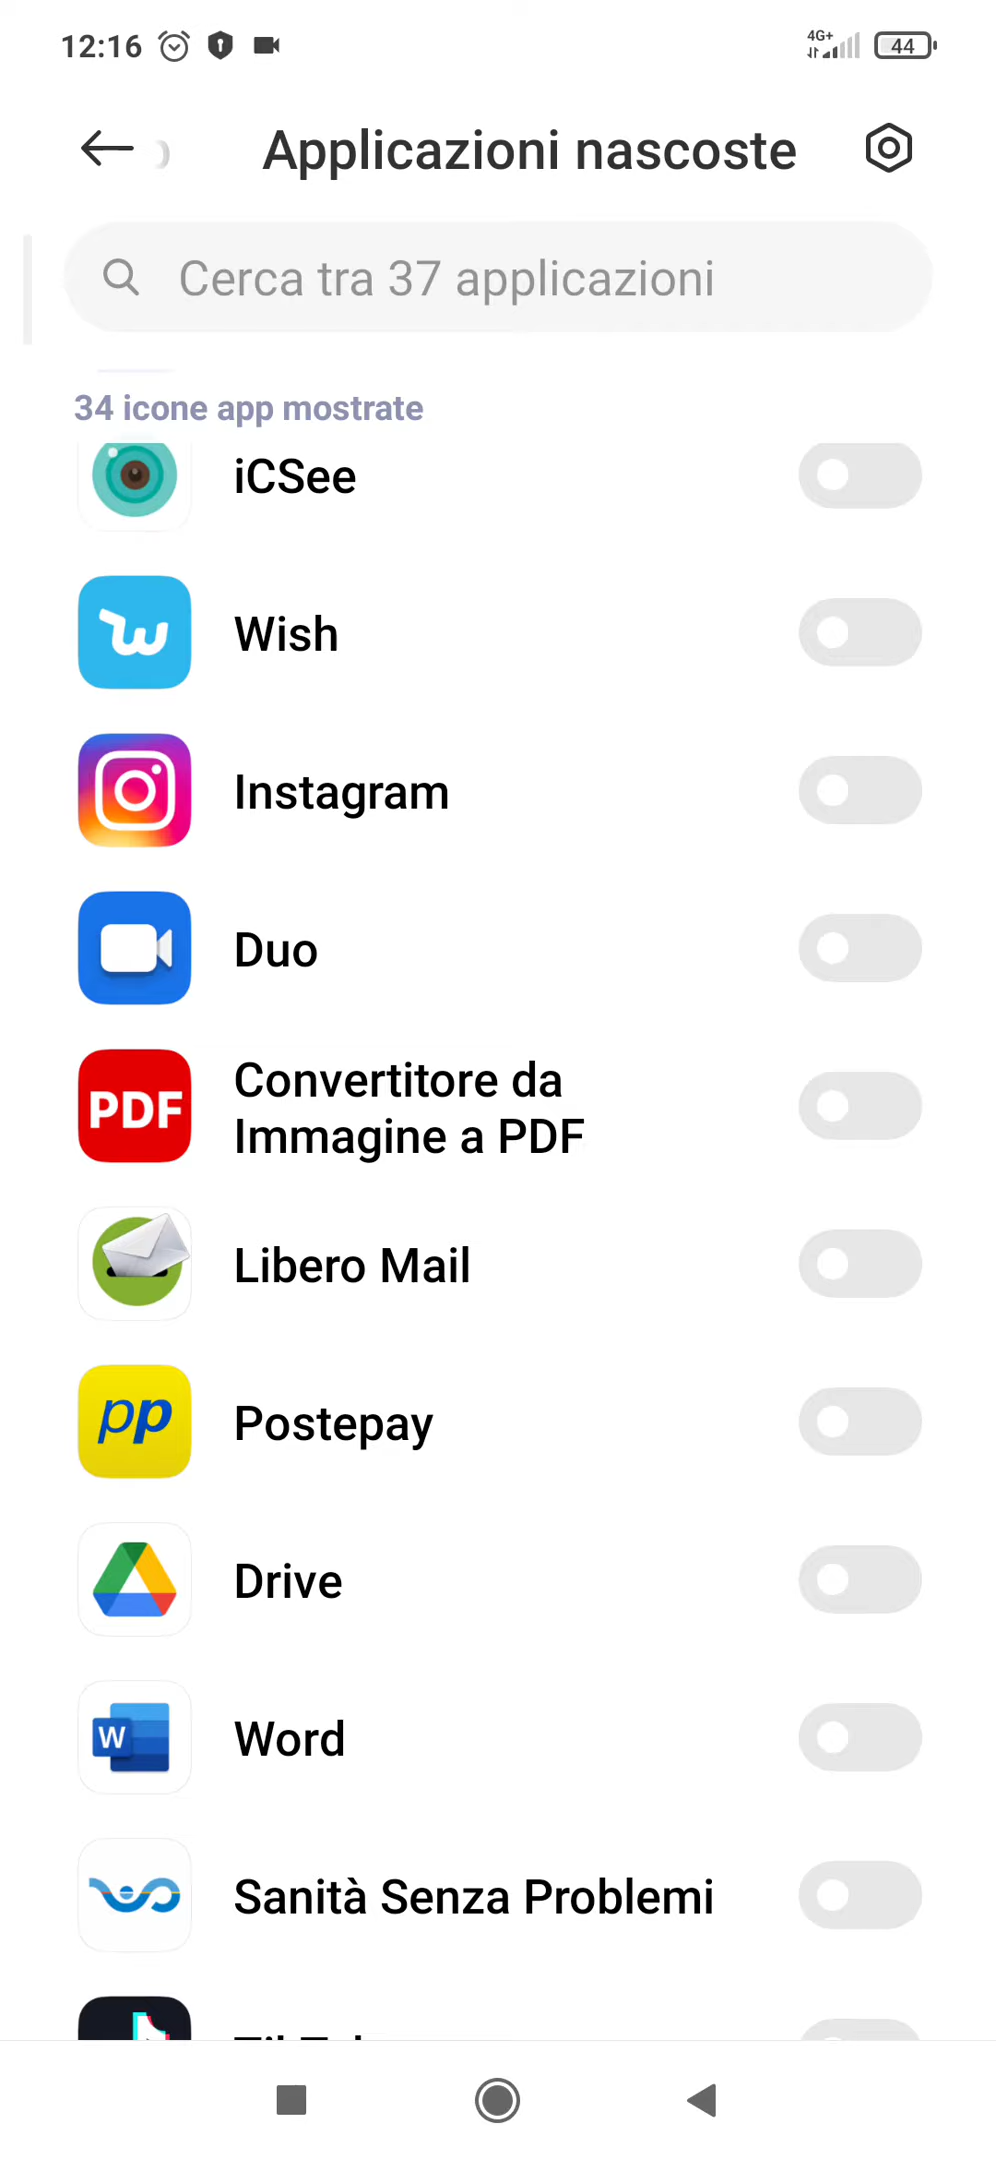 12:16
4G+
44
Applicazioni nascoste
Cerca tra 37 applicazioni
34 icone app mostrate
iCSee
Wish
Instagram
Duo
PDF
Convertitore da
Immagine a PDF
Libero Mail
pp
Postepay
Drive
W
Word
Sanità Senza Problemi